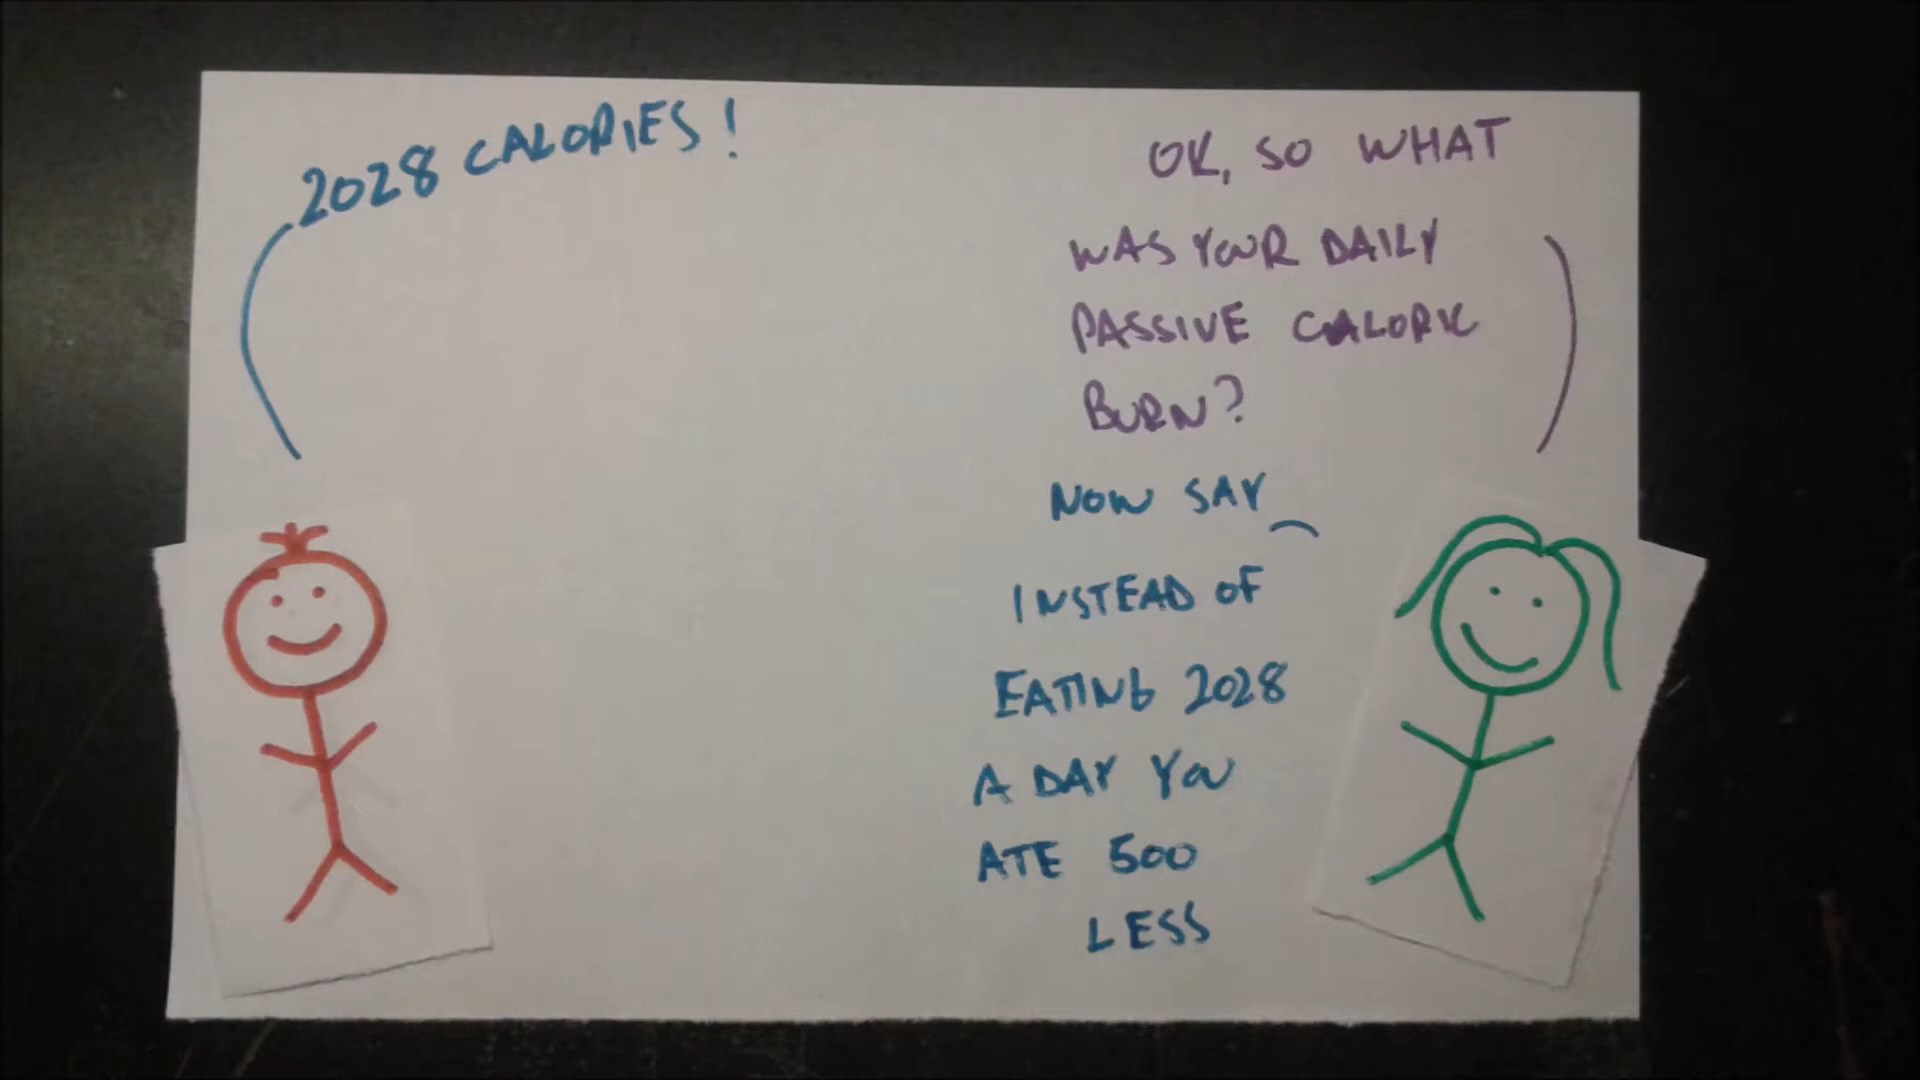 2028 CALORIES!
OK, SO WHAT
WAS YOUR DAILY
PASSIVE CALORIC
BURN?
NOW SAY
INSTEAD OF
EATING 2028
A DAY YOU
ATE 500
LESS